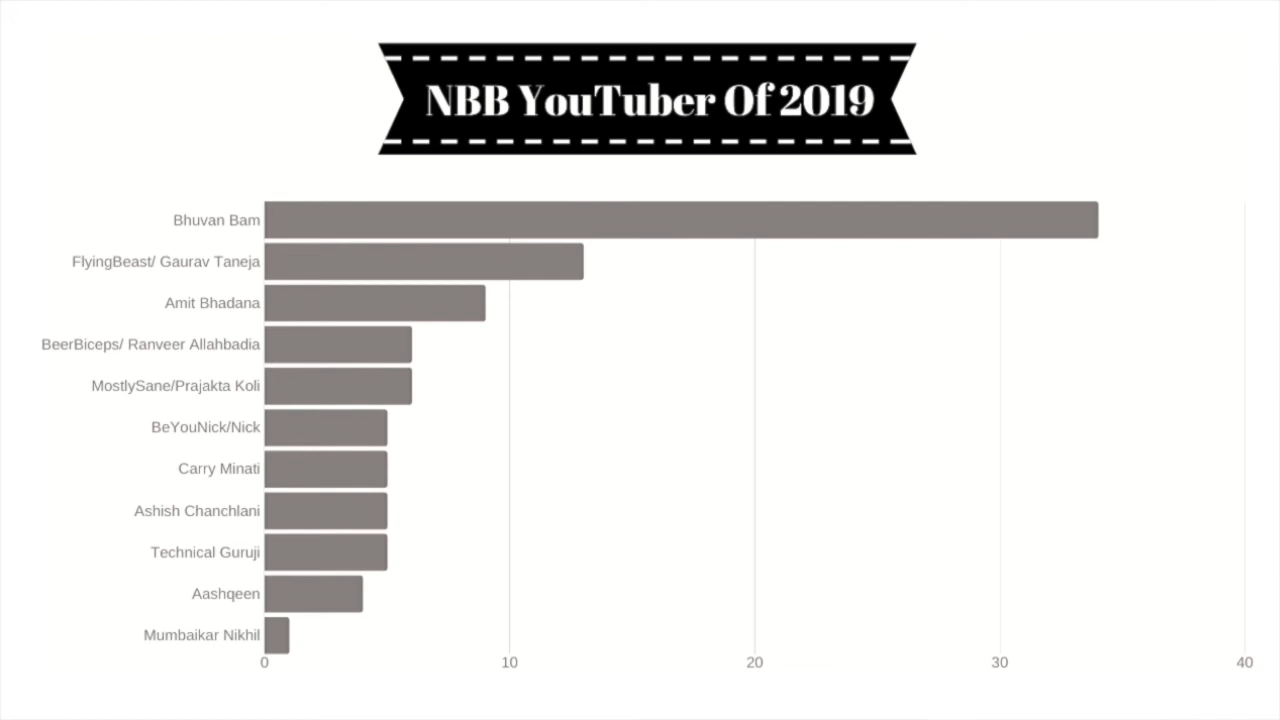 NBB YouTuber Of 2019
Bhuvan Bam
FlyingBeast/ Gaurav Taneja
Amit Bhadana
BeerBiceps/ Ranveer Allahbadia
MostlySane/Prajakta Koli
BeYouNick/Nick
Carry Minati
Ashish Chanchlani
Technical Guruji
Aashqeen
Mumbaikar Nikhil
0 10 20 30 40